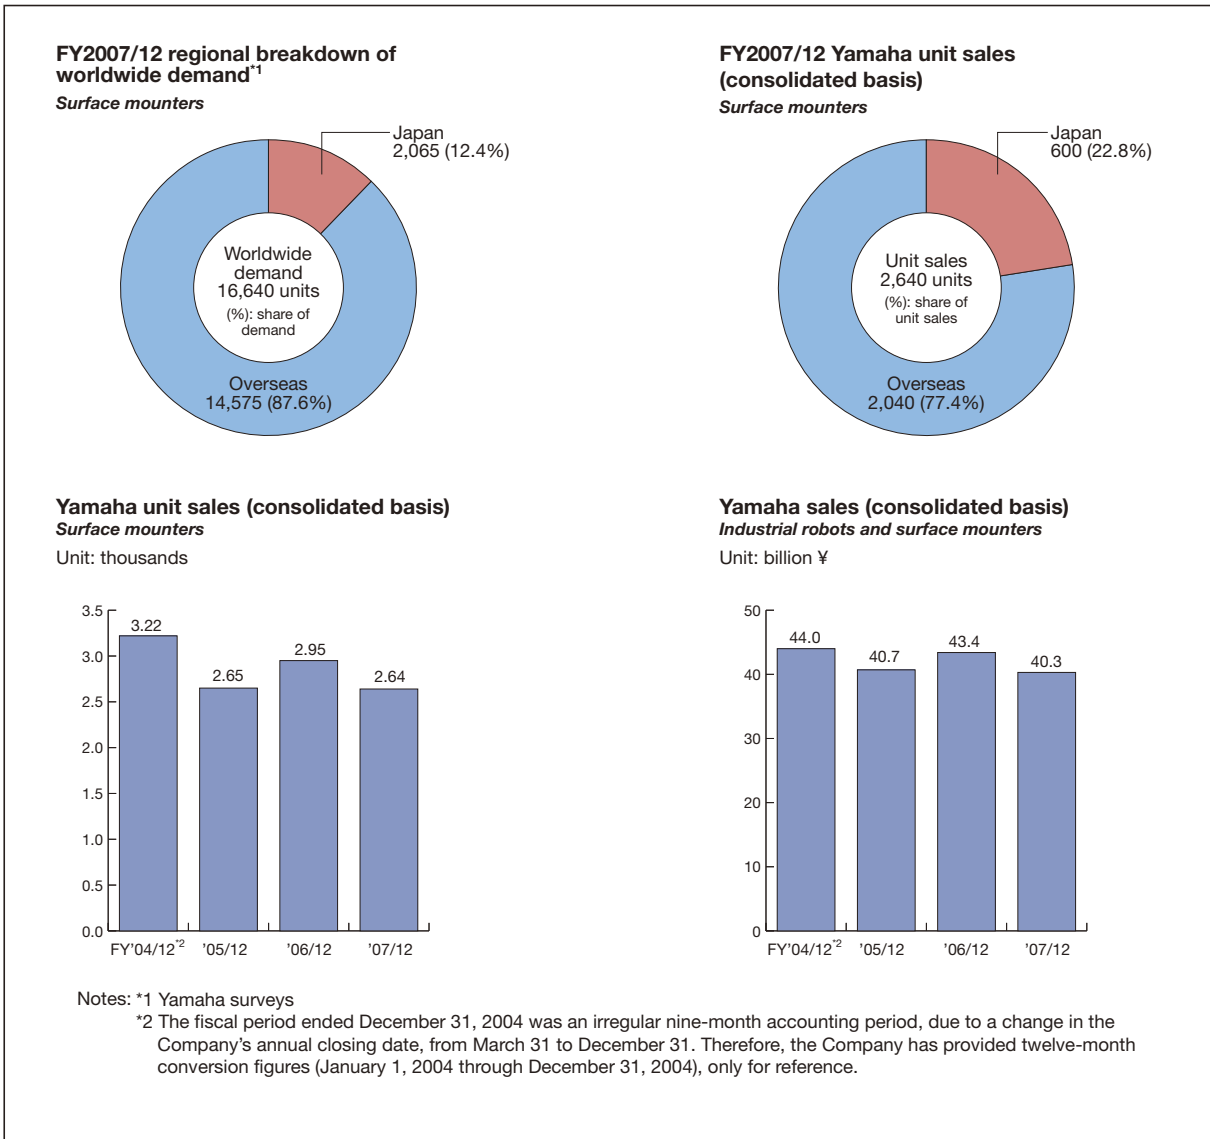 FY2007/12 regional breakdown of
worldwide demand*1
Surface mounters
Japan
2,065 (12.4%)
Worldwide
demand
16,640 units
(%): share of
demand
Overseas
14,575 (87.6%)
FY2007/12 Yamaha unit sales
(consolidated basis)
Surface mounters
Japan
600 (22.8%)
Unit sales
2,640 units
(%): share of
unit sales
Overseas
2,040 (77.4%)
Yamaha unit sales (consolidated basis)
Surface mounters
Unit: thousands
3.5
3.0
2.5
2.0
1.5
1.0
0.5
0.0
3.22
2.65
2.95
2.64
FY'04/12*2
'05/12
'06/12
'07/12
Yamaha sales (consolidated basis)
Industrial robots and surface mounters
Unit: billion ¥
50
40
30
20
10
0
44.0
40.7
43.4
40.3
FY'04/12*2
'05/12
'06/12
'07/12
Notes: *1 Yamaha surveys
*2 The fiscal period ended December 31, 2004 was an irregular nine-month accounting period, due to a change in the
Company's annual closing date, from March 31 to December 31. Therefore, the Company has provided twelve-month
conversion figures (January 1, 2004 through December 31, 2004), only for reference.